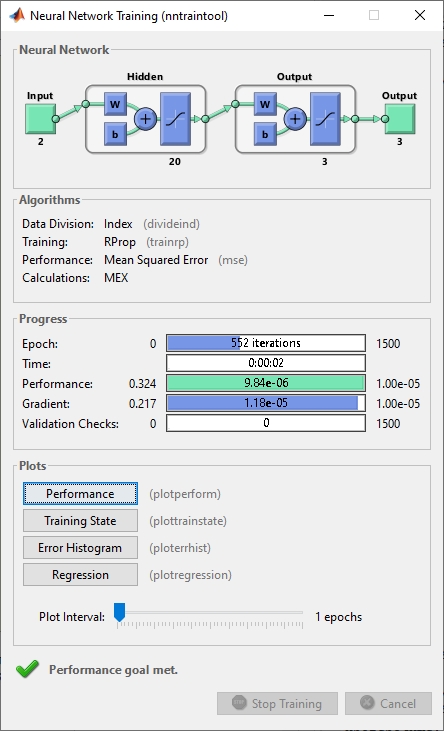 Neural Network Training (nntraintool)
Neural Network
Hidden Output
Input Output
W W
b b
2 20 3 3
Algorithms
Data Division: Index (divideind)
Training: RProp (trainrp)
Performance: Mean Squared Error (mse)
Calculations: MEX
Progress
Epoch: 0 552 iterations 1500
Time: 0:00:02
Performance: 0.324 9.84e-06 1.00e-05
Gradient: 0.217 1.18e-05 1.00e-05
Validation Checks: 0 0 1500
Plots
Performance (plotperform)
Training State (plottrainstate)
Error Histogram (ploterrhist)
Regression (plotregression)
Plot Interval: 1 epochs
Performance goal met.
Stop Training Cancel